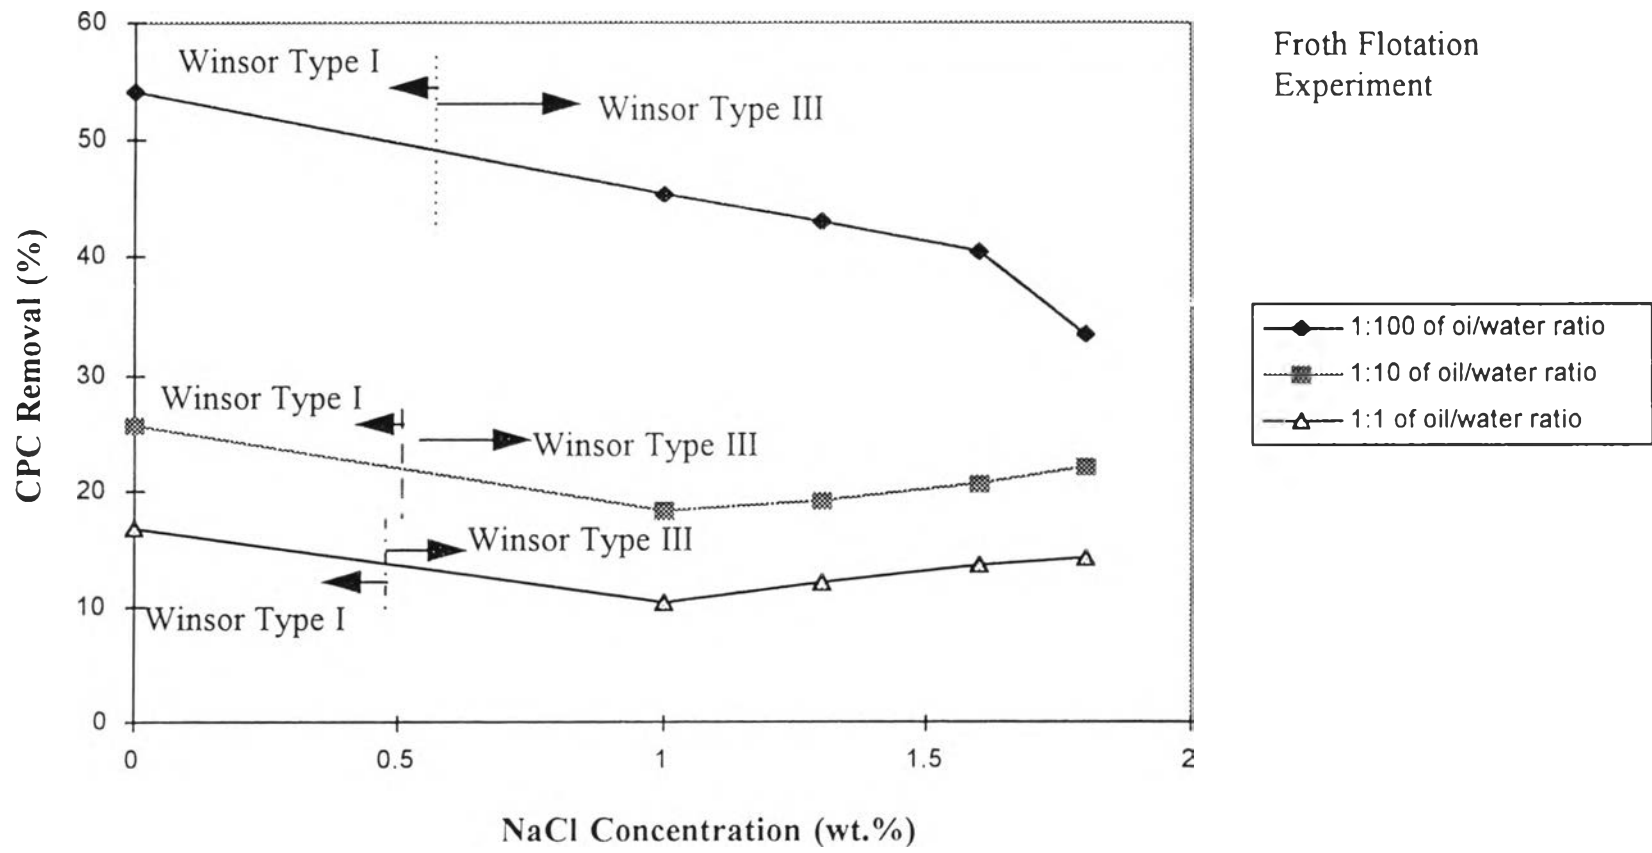 Froth Flotation
Experiment
60
50
40
30
20
10
0
CPC Removal (%)
Winsor Type I
Winsor Type III
Winsor Type I
Winsor Type III
Winsor Type III
Winsor Type I
0
0.5
1
1.5
2
NaCl Concentration (wt.%)
1:100 of oi/water ratio
1:10 of oil/water ratio
1:1 of oil/water ratio